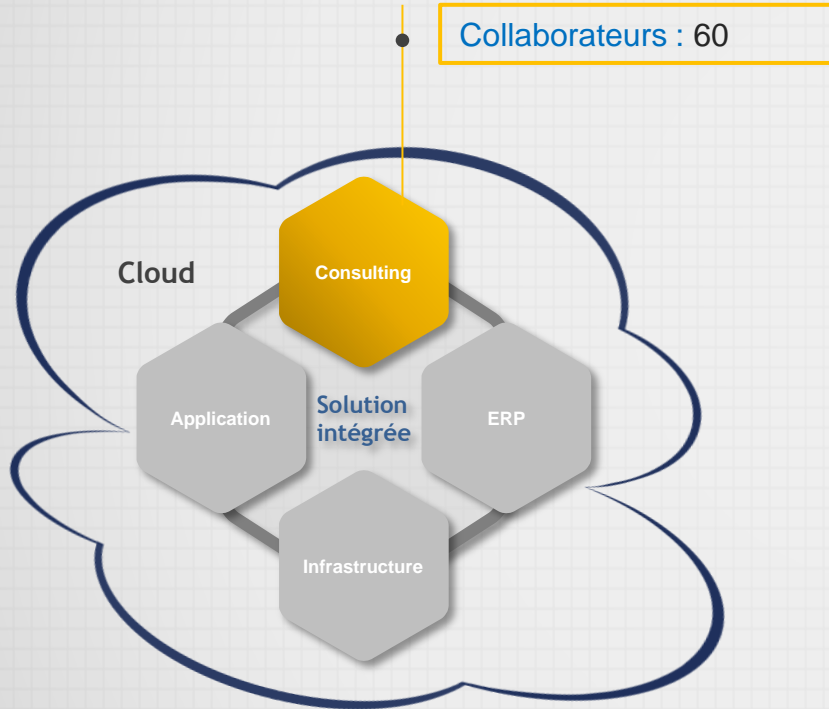 Collaborateurs : 60
Cloud
Consulting
Application
Solution
intégrée
ERP
Infrastructure